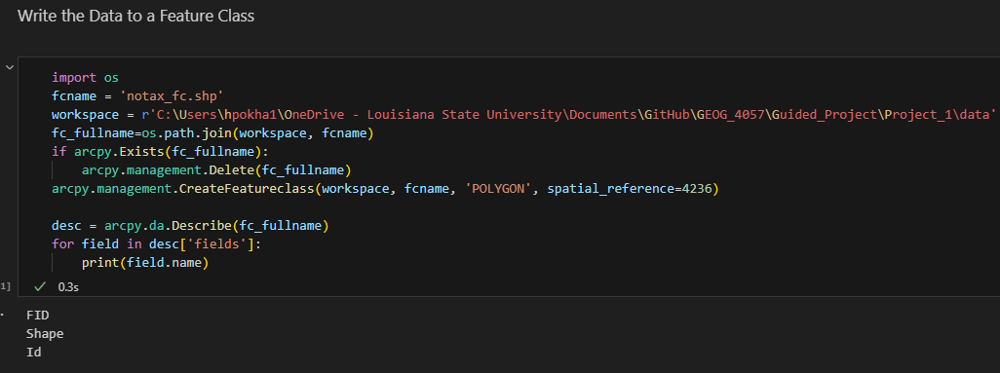 Write the Data to a Feature Class
import os
fcname = 'notax_fc.shp'
workspace = r'C:\Users\hpokha1\OneDrive - Louisiana State University\Documents\GitHub\GEOG_4057\Guided_Project\Project_1\data'
fc_fullname=os.path.join(workspace, fcname)
if arcpy.Exists(fc_fullname):
    arcpy.management.Delete(fc_fullname)
arcpy.management.CreateFeatureclass(workspace, fcname, 'POLYGON', spatial_reference=4236)
desc = arcpy.da.Describe(fc_fullname)
for field in desc['fields']:
    print(field.name)
1] 0.3s
FID
Shape
Id